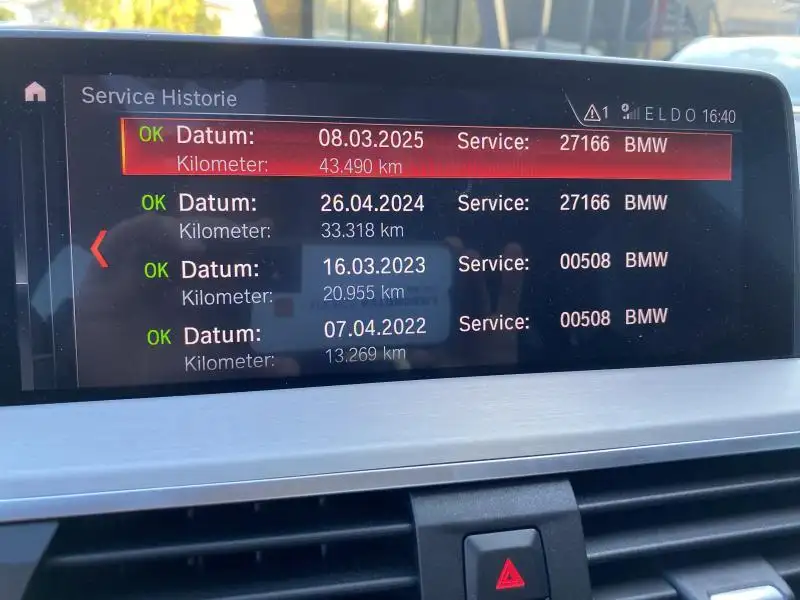 Service Historie
1 ELDO 16:40
OK Datum: 08.03.2025 Service: 27166 BMW
Kilometer: 43.490 km
OK Datum: 26.04.2024 Service: 27166 BMW
Kilometer: 33.318 km
OK Datum: 16.03.2023 Service: 00508 BMW
Kilometer: 20.955 km
OK Datum: 07.04.2022 Service: 00508 BMW
Kilometer: 13.269 km